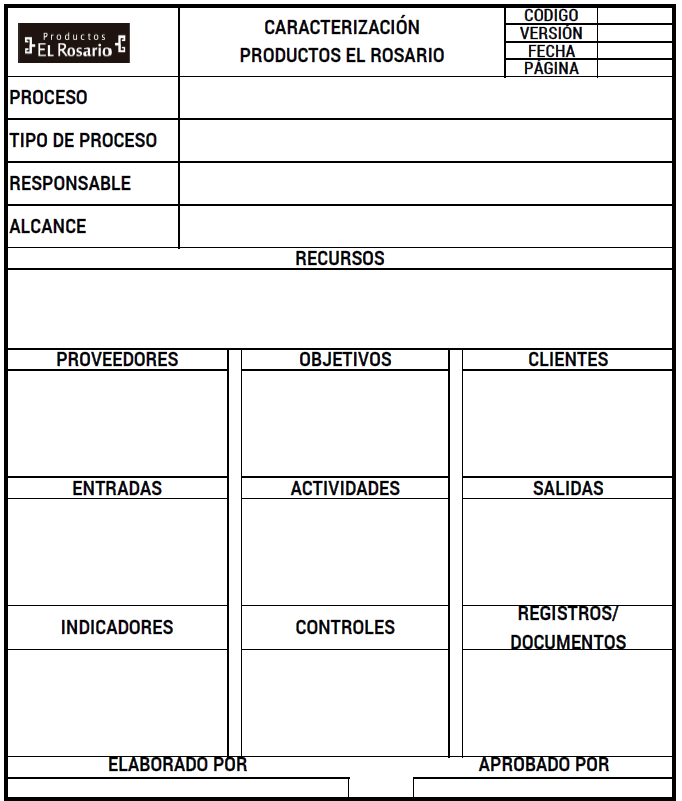 Productos
EL Rosario
CARACTERIZACIÓN
PRODUCTOS EL ROSARIO
CÓDIGO
VERSIÓN
FECHA
PÁGINA
PROCESO
TIPO DE PROCESO
RESPONSABLE
ALCANCE
RECURSOS
PROVEEDORES
OBJETIVOS
CLIENTES
ENTRADAS
ACTIVIDADES
SALIDAS
INDICADORES
CONTROLES
REGISTROS/
DOCUMENTOS
ELABORADO POR
APROBADO POR